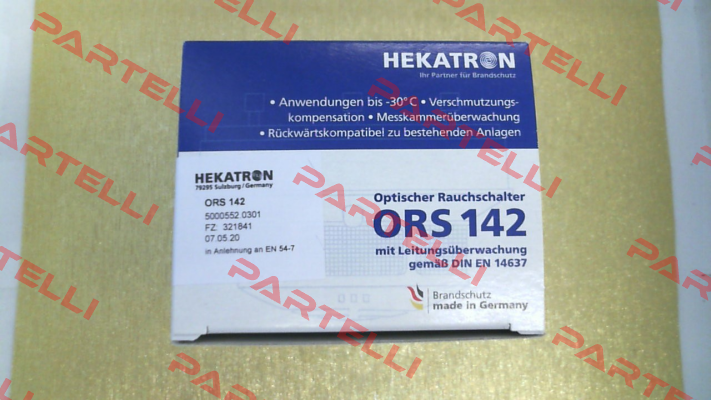 HEKATRON
Ihr Partner für Brandschutz
• Anwendungen bis -30°C • Verschmutzungs-
kompensation • Messkammerüberwachung
• Rückwärtskompatibel zu bestehenden Anlagen
HEKATRON
79295 Sulzburg / Germany
ORS 142
5000552.0301
FZ: 321841
07.05.20
in Anlehnung an EN 54-7
Optischer Rauchschalter
ORS 142
mit Leitungsüberwachung
gemäß DIN EN 14637
Brandschutz
made in Germany
PARTELLI
PARTELLI
PARTELLI
PARTELLI
PARTELLI
PARTELLI
PARTELLI
PARTELLI